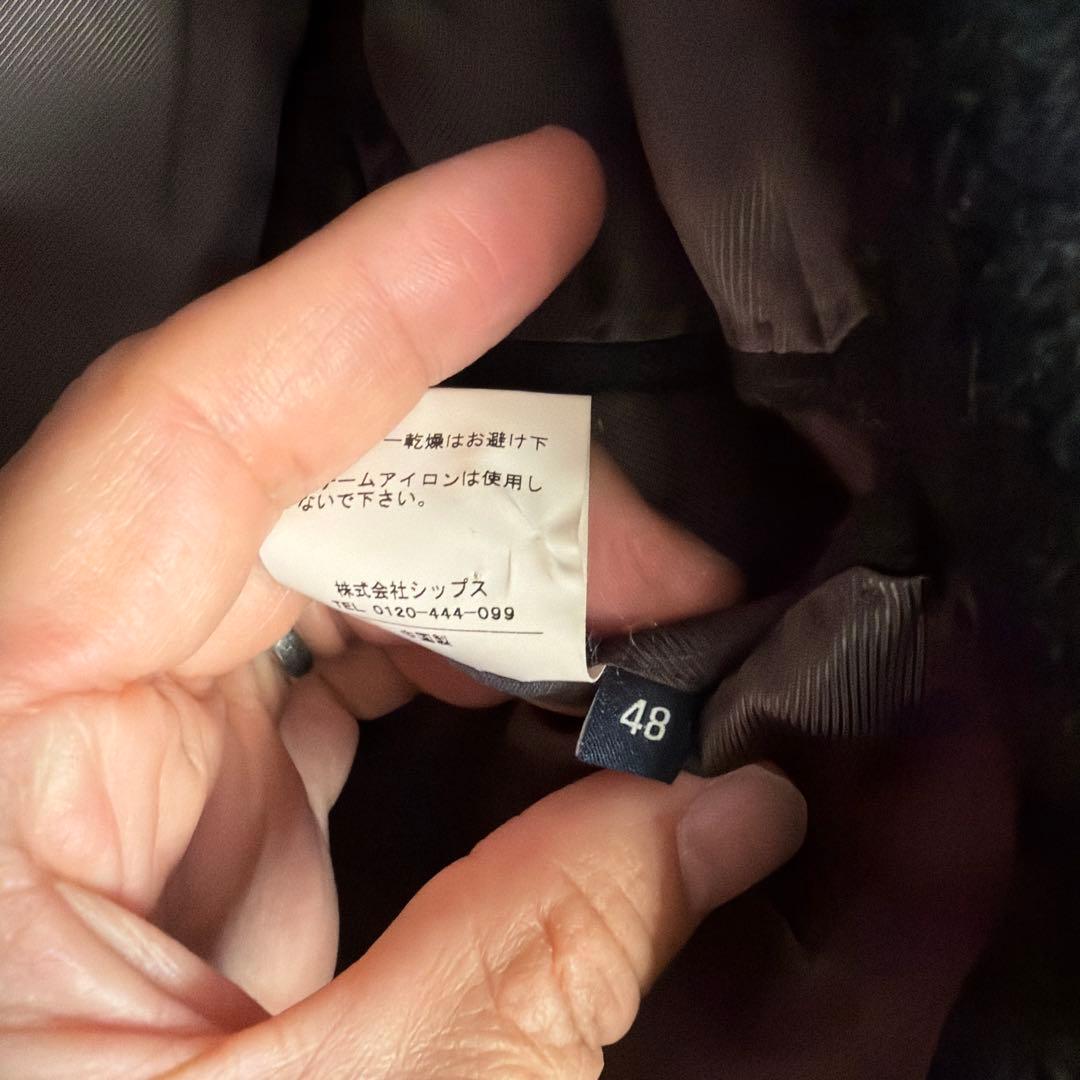 ー乾燥はお避け下
ームアイロンは使用し
ないで下さい。
株式会社シップス
TEL 0120-444-099
48